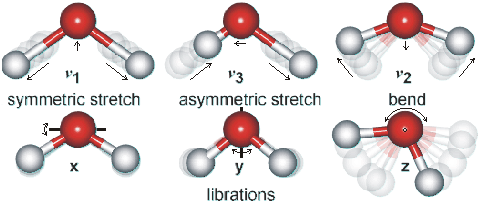 ν1 ν3 ν2
symmetric stretch asymmetric stretch bend
x y z
librations